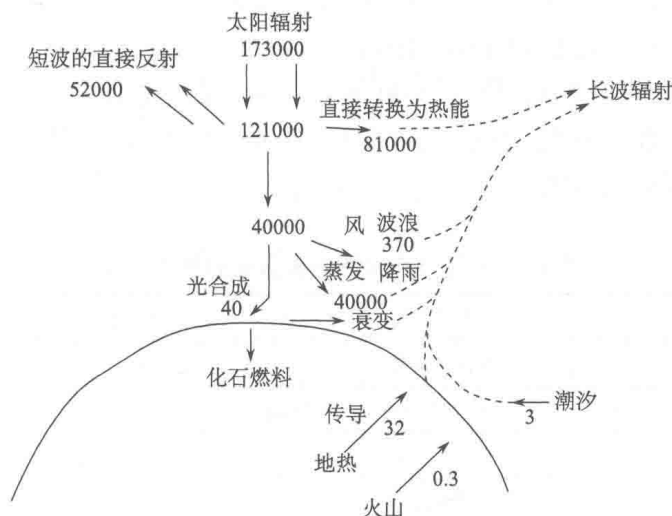 太阳辐射
173000
短波的直接反射
52000
长波辐射
直接转换为热能
121000
81000
风 波浪
40000
370
蒸发 降雨
光合成
40
40000
衰变
化石燃料
潮汐
3
传导
32
地热
0.3
火山